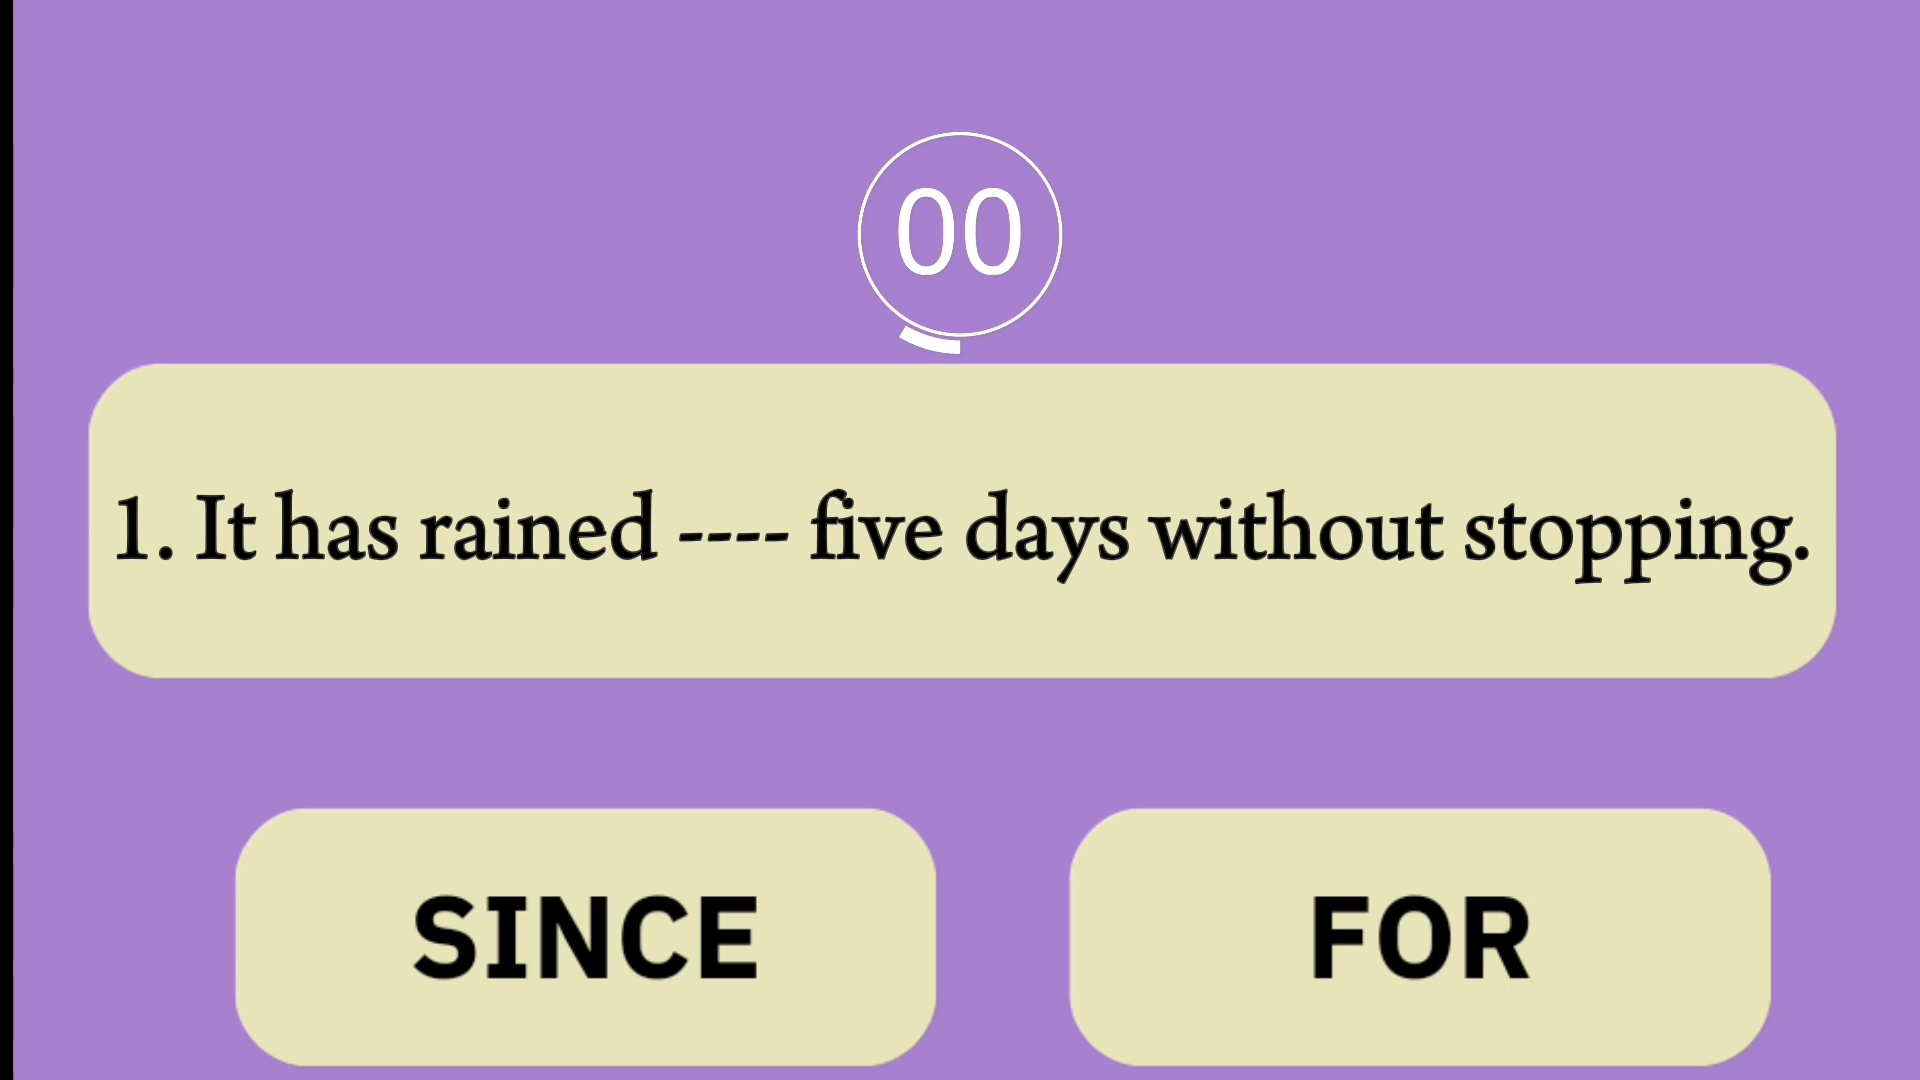 00
1. It has rained ---- five days without stopping.
SINCE
FOR